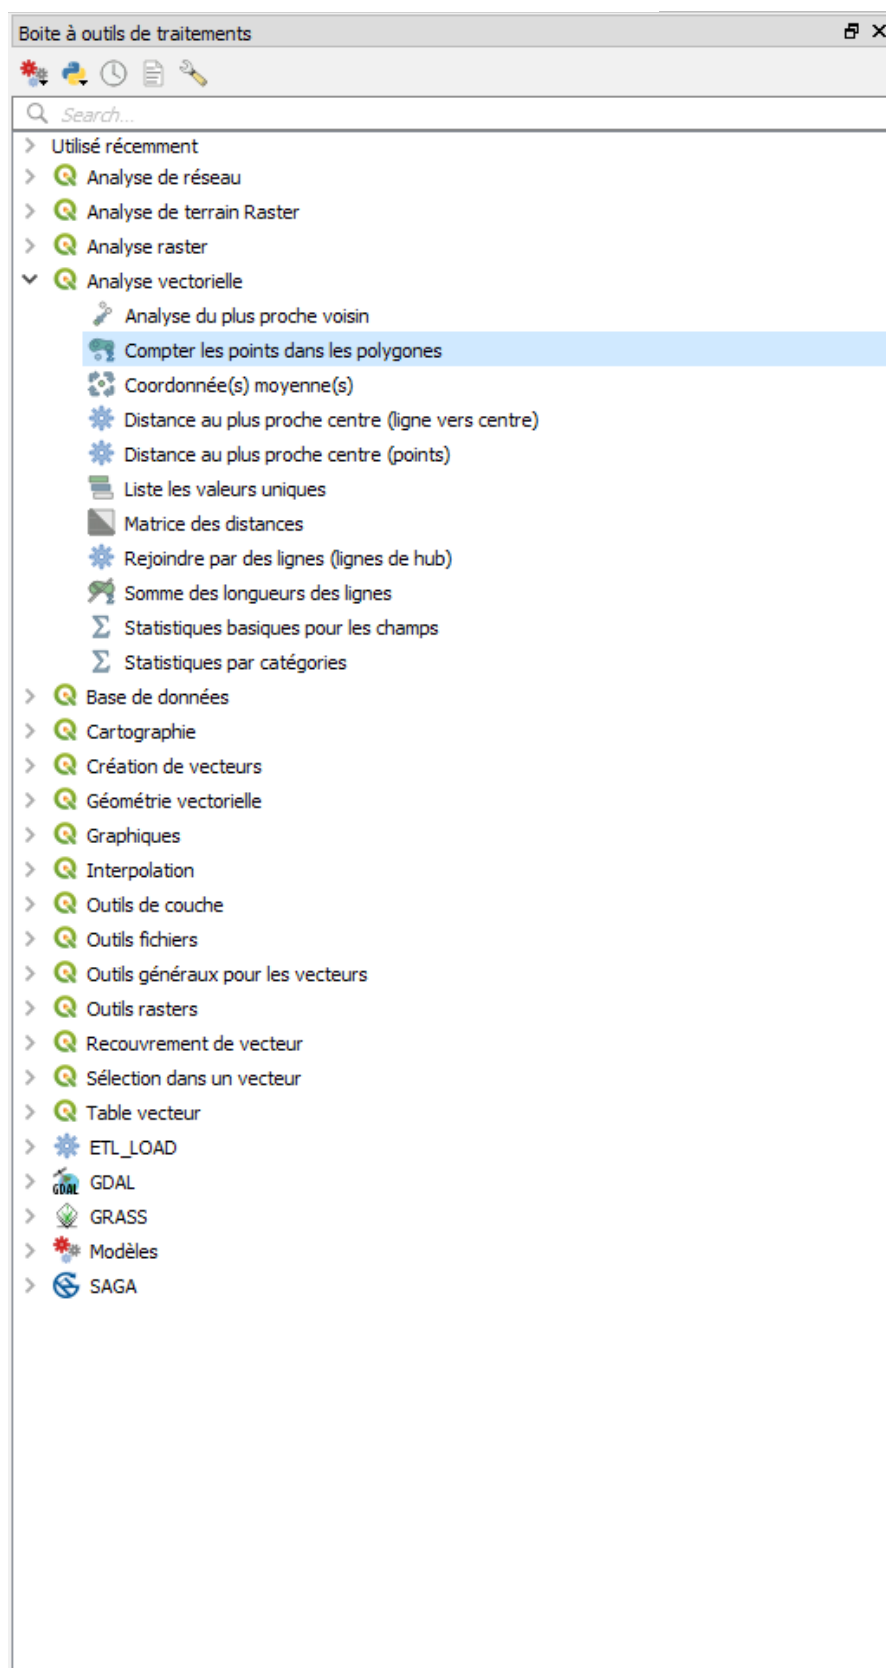 Boite à outils de traitements
Search...
Utilisé récemment
Analyse de réseau
Analyse de terrain Raster
Analyse raster
Analyse vectorielle
Analyse du plus proche voisin
Compter les points dans les polygones
Coordonnée(s) moyenne(s)
Distance au plus proche centre (ligne vers centre)
Distance au plus proche centre (points)
Liste les valeurs uniques
Matrice des distances
Rejoindre par des lignes (lignes de hub)
Somme des longueurs des lignes
Statistiques basiques pour les champs
Statistiques par catégories
Base de données
Cartographie
Création de vecteurs
Géométrie vectorielle
Graphiques
Interpolation
Outils de couche
Outils fichiers
Outils généraux pour les vecteurs
Outils rasters
Recouvrement de vecteur
Sélection dans un vecteur
Table vecteur
ETL_LOAD
GDAL GDAL
GRASS
Modèles
SAGA